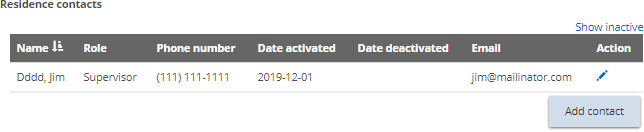 Residence contacts
Show inactive
Name Role Phone number Date activated Date deactivated Email Action
Dddd, Jim Supervisor (111) 111-1111 2019-12-01 jim@mailinator.com
Add contact